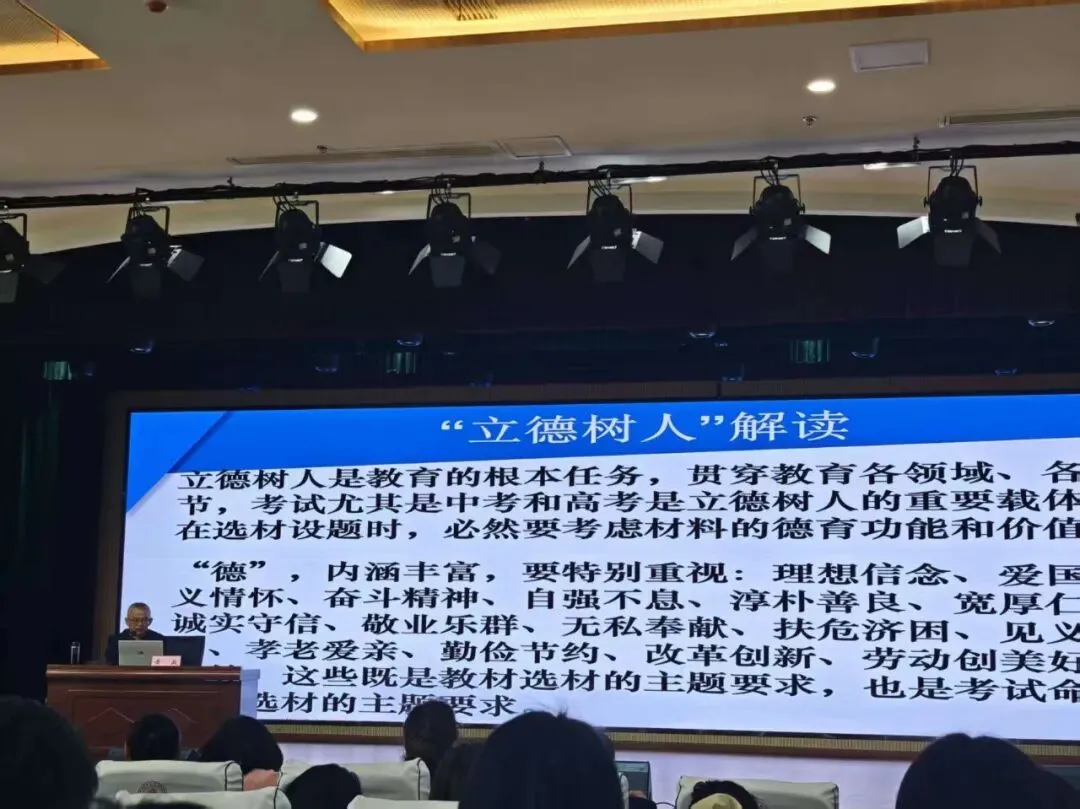 “立德树人”解读
立德树人是教育的根本任务，贯穿教育各领域、各
节，考试尤其是中考和高考是立德树人的重要载体
在选材设题时，必然要考虑材料的德育功能和价值
“德”，内涵丰富，要特别重视：理想信念、爱国
义情怀、奋斗精神、自强不息、淳朴善良、宽厚仁
诚实守信、敬业乐群、无私奉献、扶危济困、见义
、孝老爱亲、勤俭节约、改革创新、劳动创美好
这些既是教材选材的主题要求，也是考试命
选材的主题要求